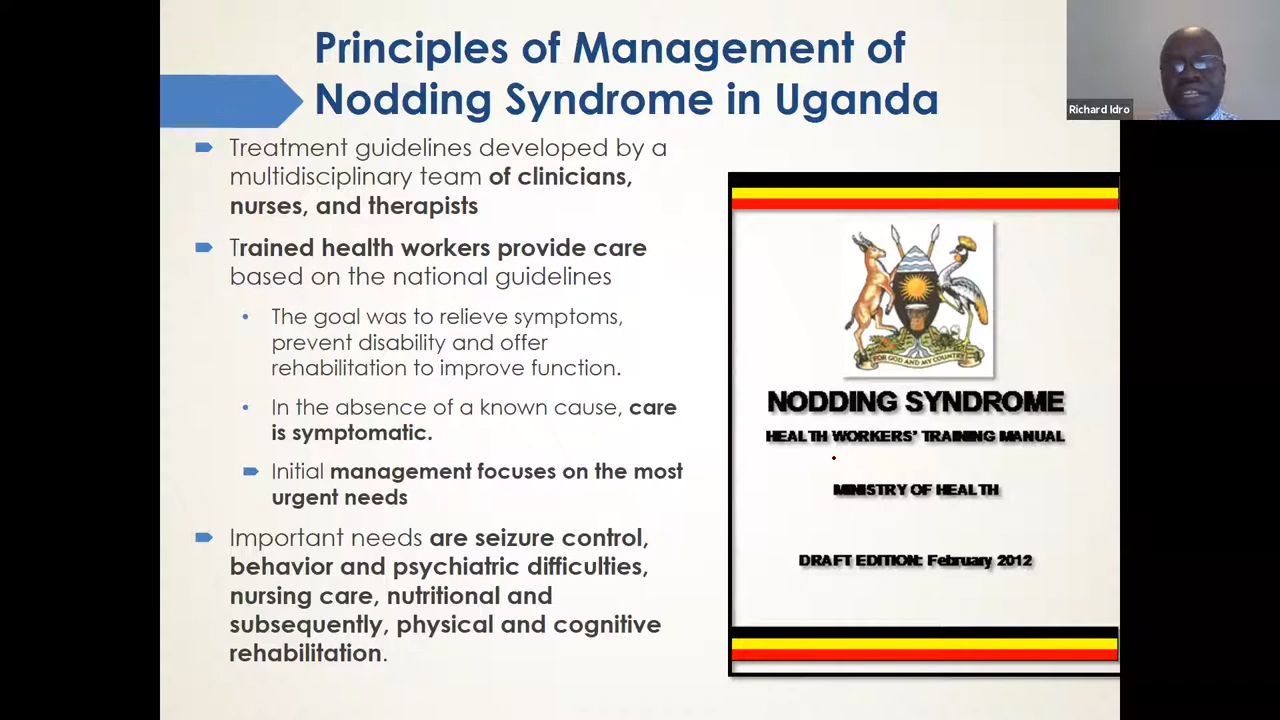 Principles of Management of
Nodding Syndrome in Uganda
Richard Idro
Treatment guidelines developed by a
multidisciplinary team of clinicians,
nurses, and therapists
Trained health workers provide care
based on the national guidelines
The goal was to relieve symptoms,
prevent disability and offer
rehabilitation to improve function.
In the absence of a known cause, care
is symptomatic.
Initial management focuses on the most
urgent needs
Important needs are seizure control,
behavior and psychiatric difficulties,
nursing care, nutritional and
subsequently, physical and cognitive
rehabilitation.
FOR GOD AND MY COUNTRY
NODDING SYNDROME
HEALTH WORKERS' TRAINING MANUAL
MINISTRY OF HEALTH
DRAFT EDITION: February 2012